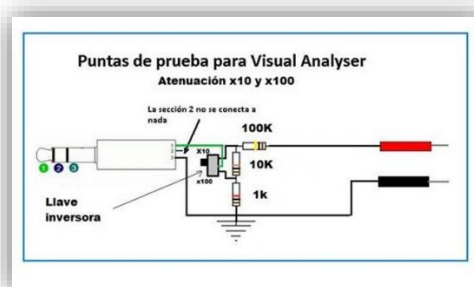 Puntas de prueba para Visual Analyser
Atenuación x10 y x100
La sección 2 no se conecta a
nada
100K
X10
10K
x100
1k
1 2 3
Llave
inversora